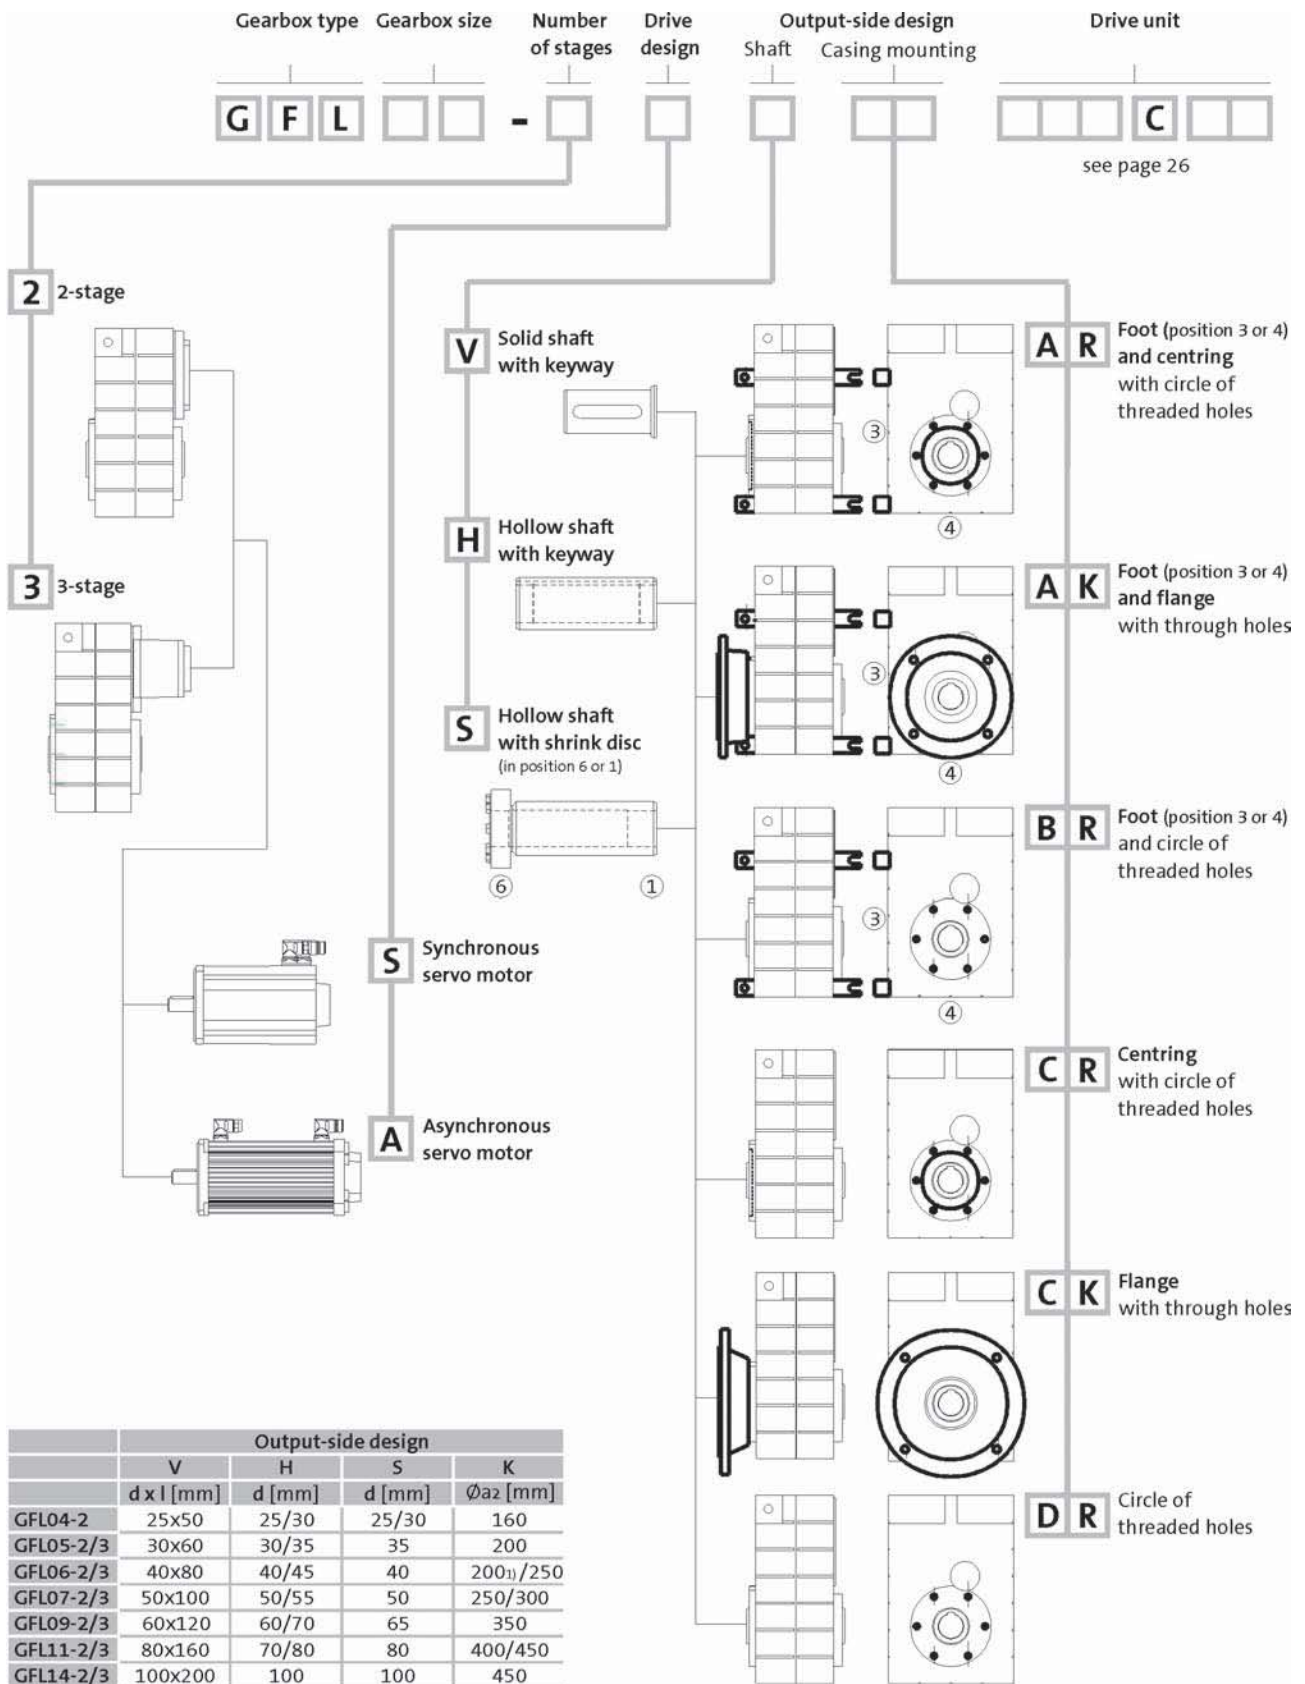 Gearbox type Gearbox size Number Drive Output-side design Drive unit
of stages design Shaft Casing mounting
G F L - C
see page 26
2 2-stage
3 3-stage
V Solid shaft
with keyway
H Hollow shaft
with keyway
S Hollow shaft
with shrink disc
(in position 6 or 1)
6 1
S Synchronous
servo motor
A Asynchronous
servo motor
A R Foot (position 3 or 4)
and centring
with circle of
threaded holes
3
4
A K Foot (position 3 or 4)
and flange
with through holes
3
4
B R Foot (position 3 or 4)
and circle of
threaded holes
3
4
C R Centring
with circle of
threaded holes
C K Flange
with through holes
D R Circle of
threaded holes
Output-side design
V H S K
d x l [mm] d [mm] d [mm] Øa2 [mm]
GFL04-2 25x50 25/30 25/30 160
GFL05-2/3 30x60 30/35 35 200
GFL06-2/3 40x80 40/45 40 2001)/250
GFL07-2/3 50x100 50/55 50 250/300
GFL09-2/3 60x120 60/70 65 350
GFL11-2/3 80x160 70/80 80 400/450
GFL14-2/3 100x200 100 100 450